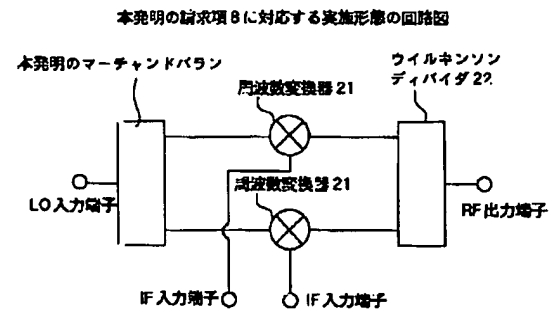 本発明の請求項8に対応する実施形態の回路図
本発明のマーチャンドバラン
ウイルキンソン
ディバイダ22
周波数変換器21
周波数変換器21
LO入力端子
RF出力端子
IF入力端子
IF入力端子